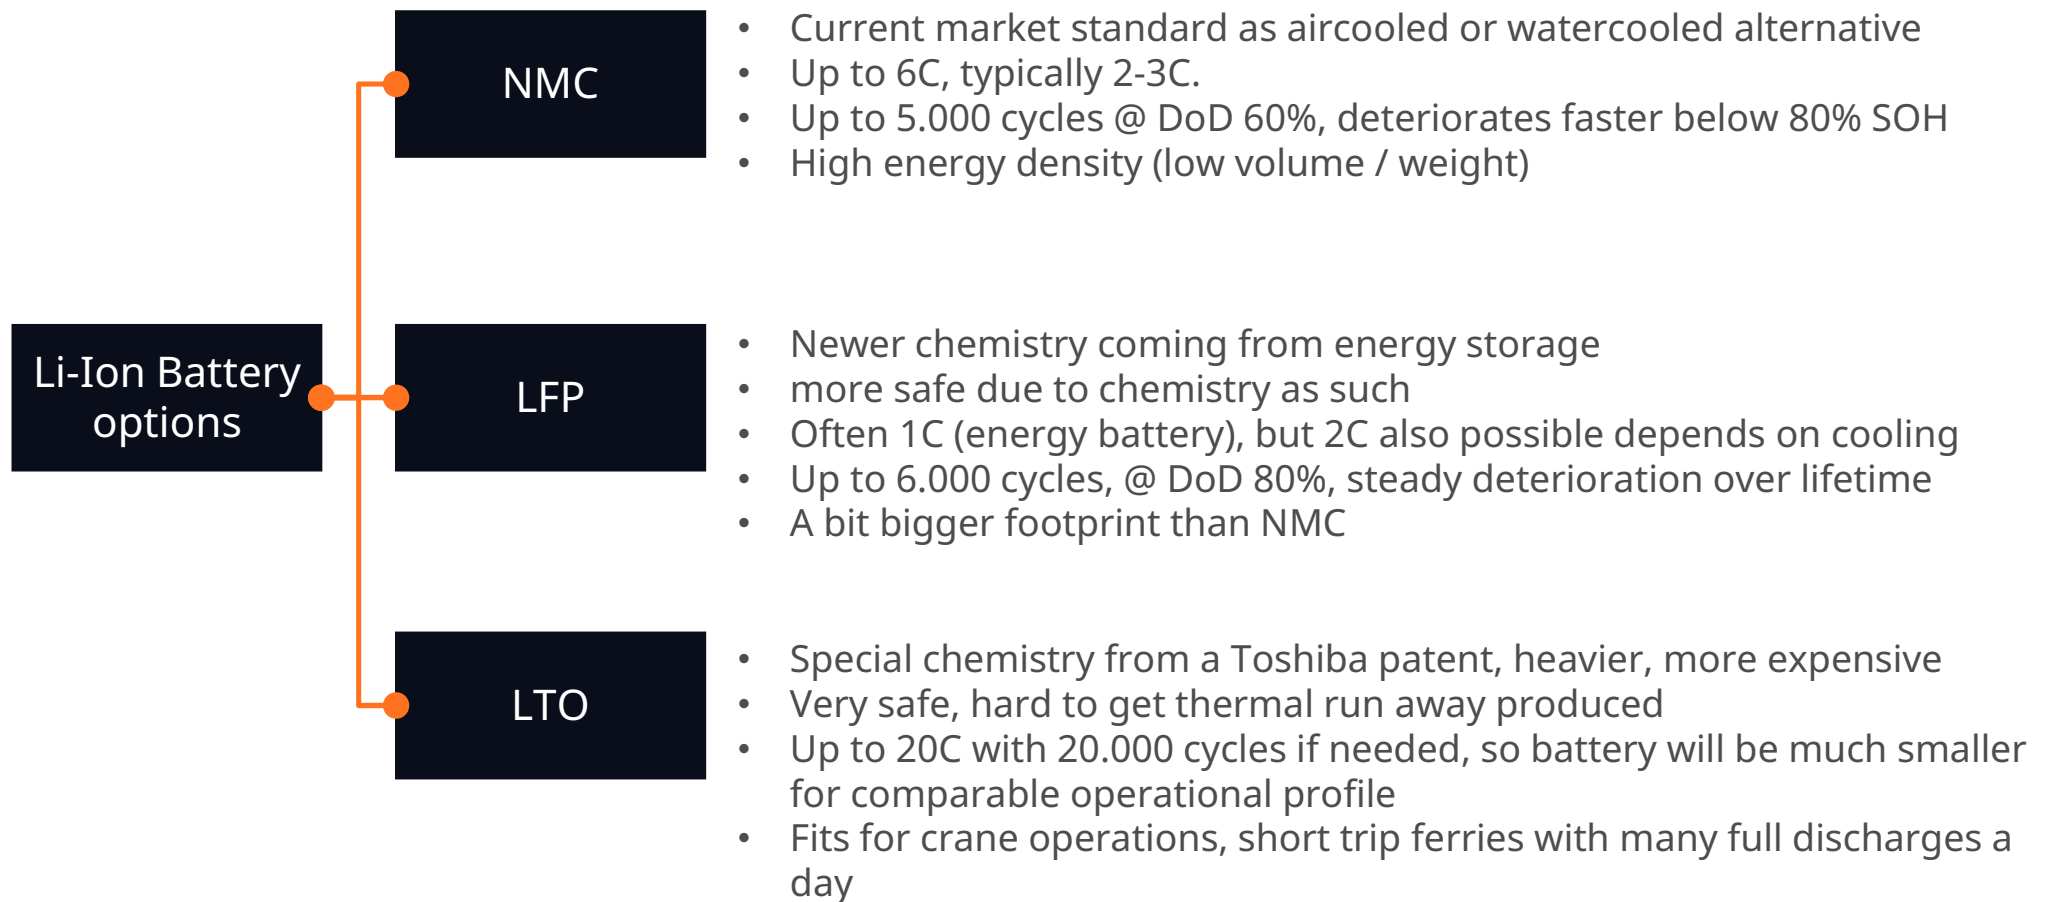 NMC
• Current market standard as aircooled or watercooled alternative
• Up to 6C, typically 2-3C.
• Up to 5.000 cycles @ DoD 60%, deteriorates faster below 80% SOH
• High energy density (low volume / weight)
Li-Ion Battery
options
LFP
• Newer chemistry coming from energy storage
• more safe due to chemistry as such
• Often 1C (energy battery), but 2C also possible depends on cooling
• Up to 6.000 cycles, @ DoD 80%, steady deterioration over lifetime
• A bit bigger footprint than NMC
LTO
• Special chemistry from a Toshiba patent, heavier, more expensive
• Very safe, hard to get thermal run away produced
• Up to 20C with 20.000 cycles if needed, so battery will be much smaller
for comparable operational profile
• Fits for crane operations, short trip ferries with many full discharges a
day